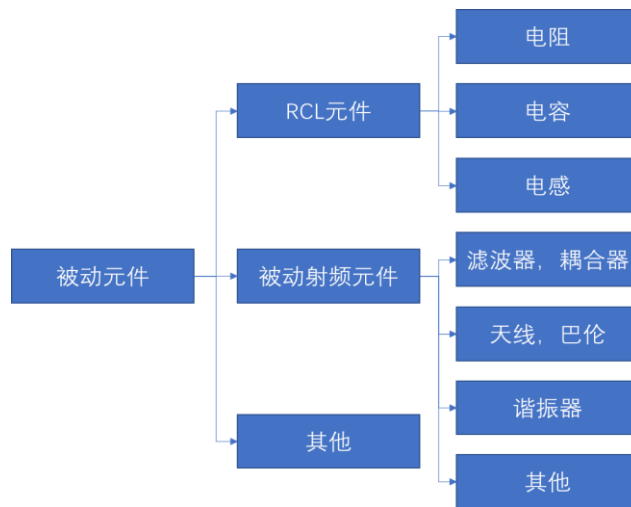 电阻
RCL元件
电容
电感
被动元件
被动射频元件
滤波器，耦合器
天线，巴伦
谐振器
其他
其他